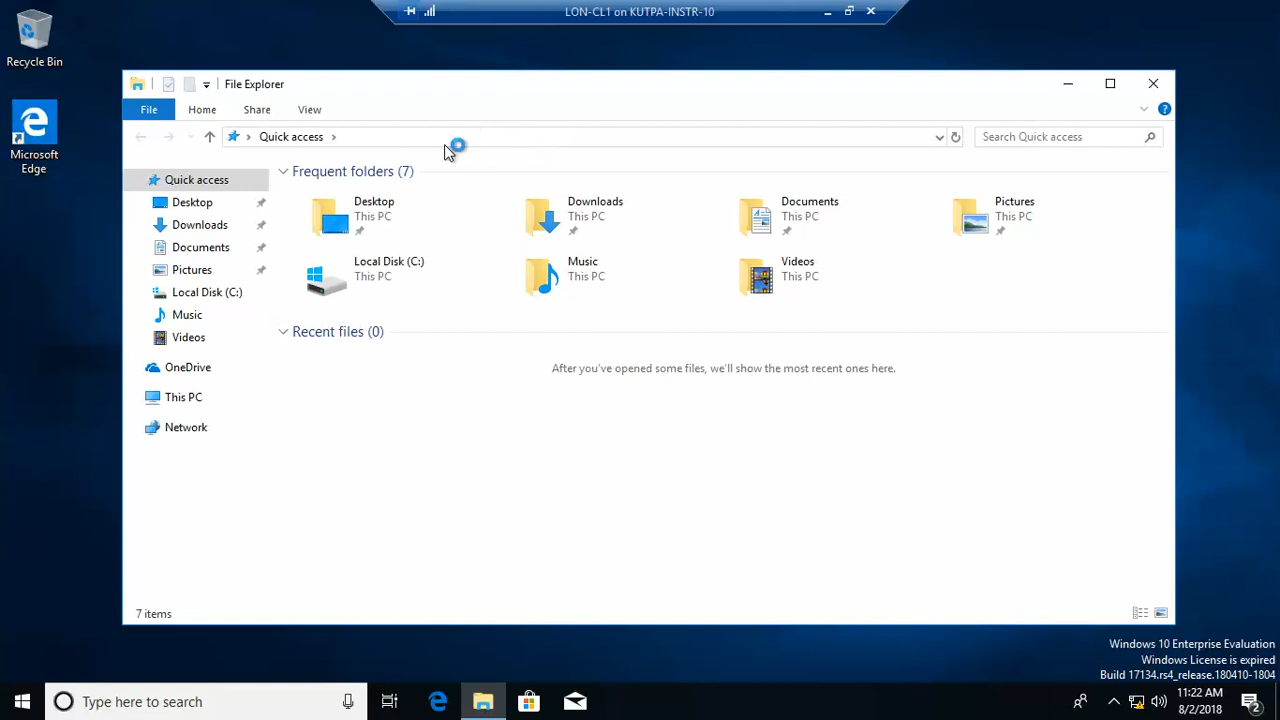 LON-CL1 on KUTPA-INSTR-10
Recycle Bin
Microsoft
Edge
File Explorer
File
Home
Share
View
Quick access
Search Quick access
Quick access
Desktop
Downloads
Documents
Pictures
Local Disk (C:)
Music
Videos
OneDrive
This PC
Network
Frequent folders (7)
Desktop
This PC
Downloads
This PC
Documents
This PC
Pictures
This PC
Local Disk (C:)
This PC
Music
This PC
Videos
This PC
Recent files (0)
After you've opened some files, we'll show the most recent ones here.
7 items
Windows 10 Enterprise Evaluation
Windows License is expired
Build 17134.rs4_release.180410-1804
Type here to search
11:22 AM
8/2/2018
2